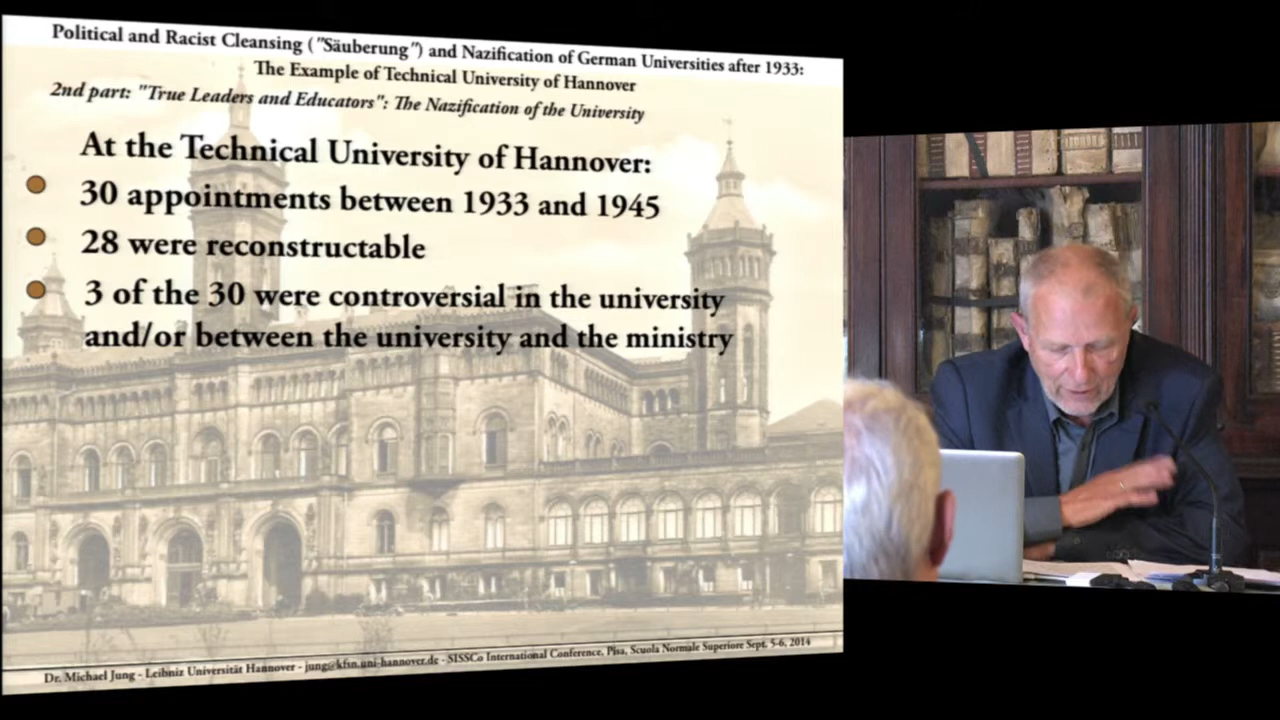 Political and Racist Cleansing ("Säuberung") and Nazification of German Universities after 1933:
The Example of Technical University of Hannover
2nd part: "True Leaders and Educators": The Nazification of the University
At the Technical University of Hannover:
30 appointments between 1933 and 1945
28 were reconstructable
3 of the 30 were controversial in the university
and/or between the university and the ministry
Dr. Michael Jung - Leibniz Universität Hannover - jung@kfsn.uni-hannover.de - SISSCo International Conference, Pisa, Scuola Normale Superiore Sept. 5-6, 2014